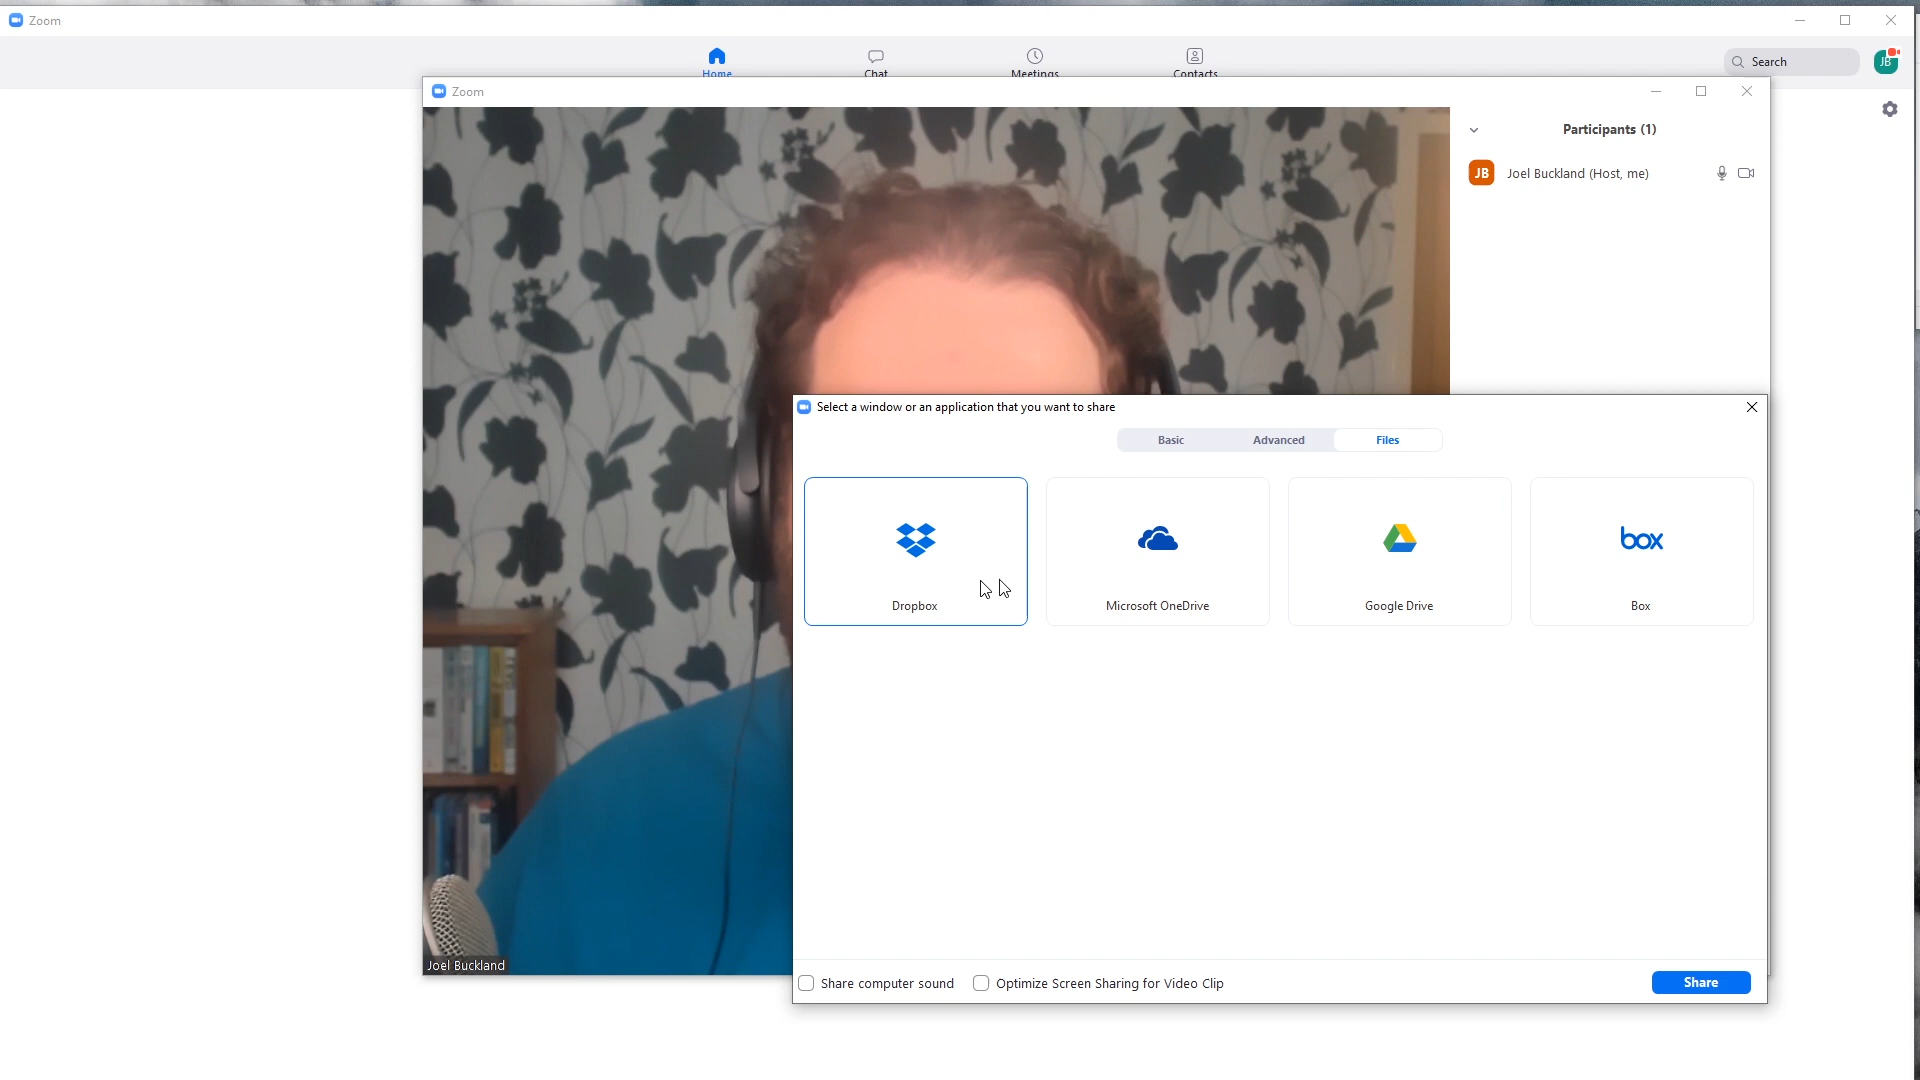 Zoom
Home
Chat
Meetings
Contacts
Search
JB
Zoom
Participants (1)
JB
Joel Buckland (Host, me)
Select a window or an application that you want to share
Basic
Advanced
Files
Dropbox
Microsoft OneDrive
Google Drive
box
Box
Joel Buckland
Share computer sound
Optimize Screen Sharing for Video Clip
Share